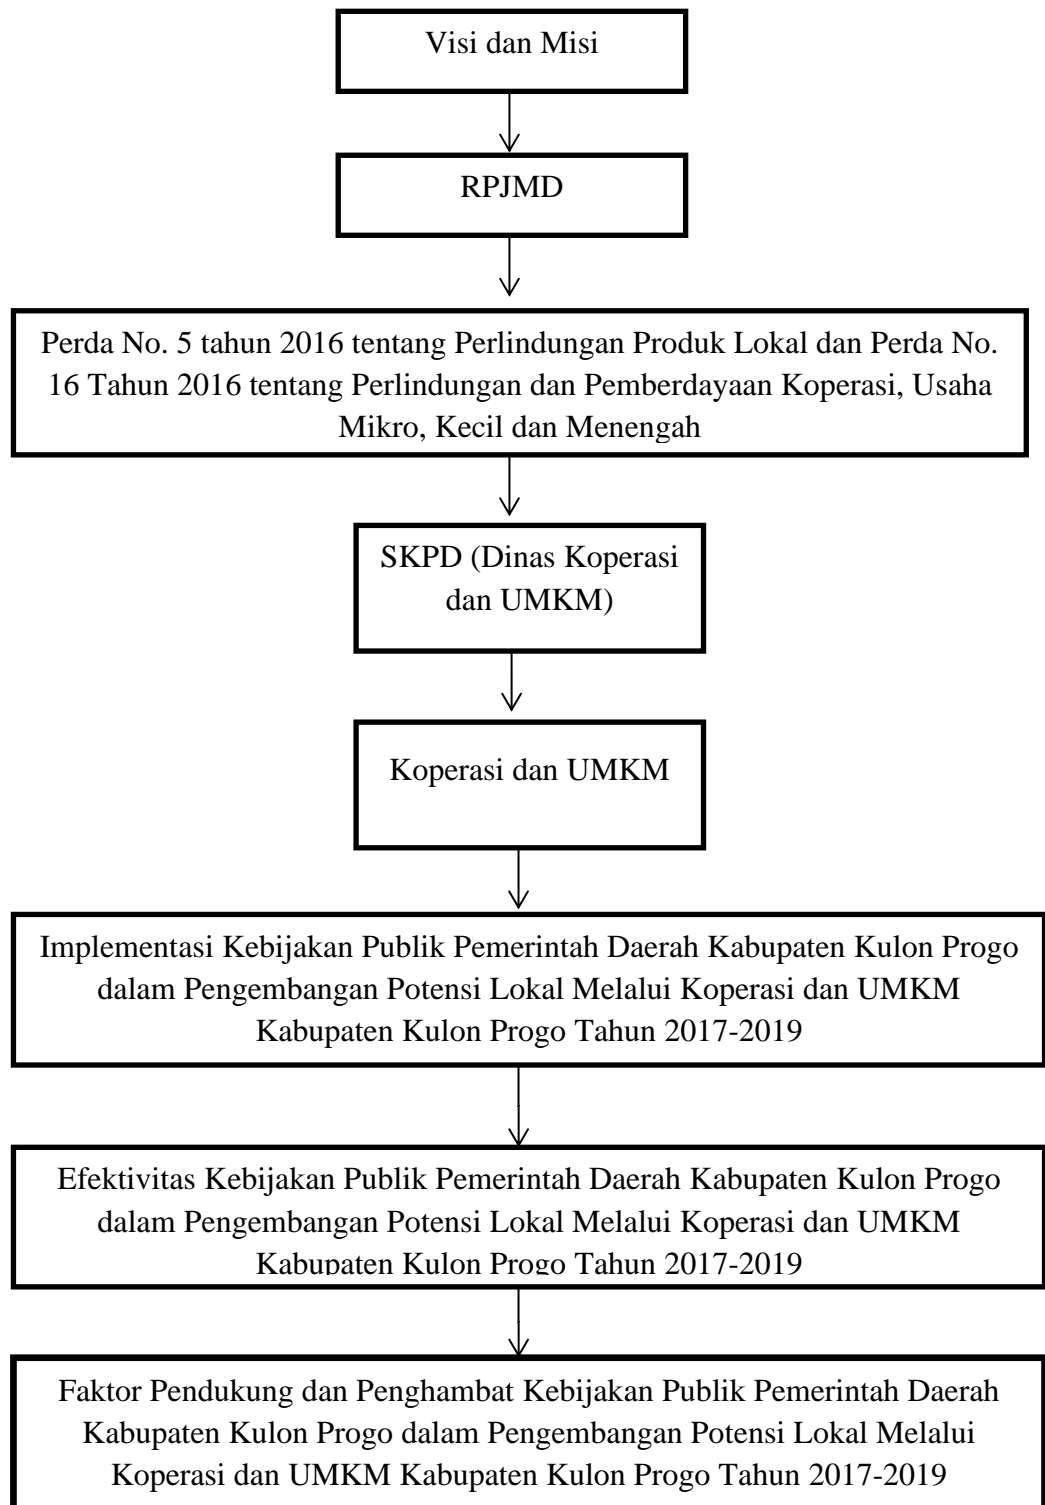 Visi dan Misi
RPJMD
Perda No. 5 tahun 2016 tentang Perlindungan Produk Lokal dan Perda No.
16 Tahun 2016 tentang Perlindungan dan Pemberdayaan Koperasi, Usaha
Mikro, Kecil dan Menengah
SKPD (Dinas Koperasi
dan UMKM)
Koperasi dan UMKM
Implementasi Kebijakan Publik Pemerintah Daerah Kabupaten Kulon Progo
dalam Pengembangan Potensi Lokal Melalui Koperasi dan UMKM
Kabupaten Kulon Progo Tahun 2017-2019
Efektivitas Kebijakan Publik Pemerintah Daerah Kabupaten Kulon Progo
dalam Pengembangan Potensi Lokal Melalui Koperasi dan UMKM
Kabupaten Kulon Progo Tahun 2017-2019
Faktor Pendukung dan Penghambat Kebijakan Publik Pemerintah Daerah
Kabupaten Kulon Progo dalam Pengembangan Potensi Lokal Melalui
Koperasi dan UMKM Kabupaten Kulon Progo Tahun 2017-2019